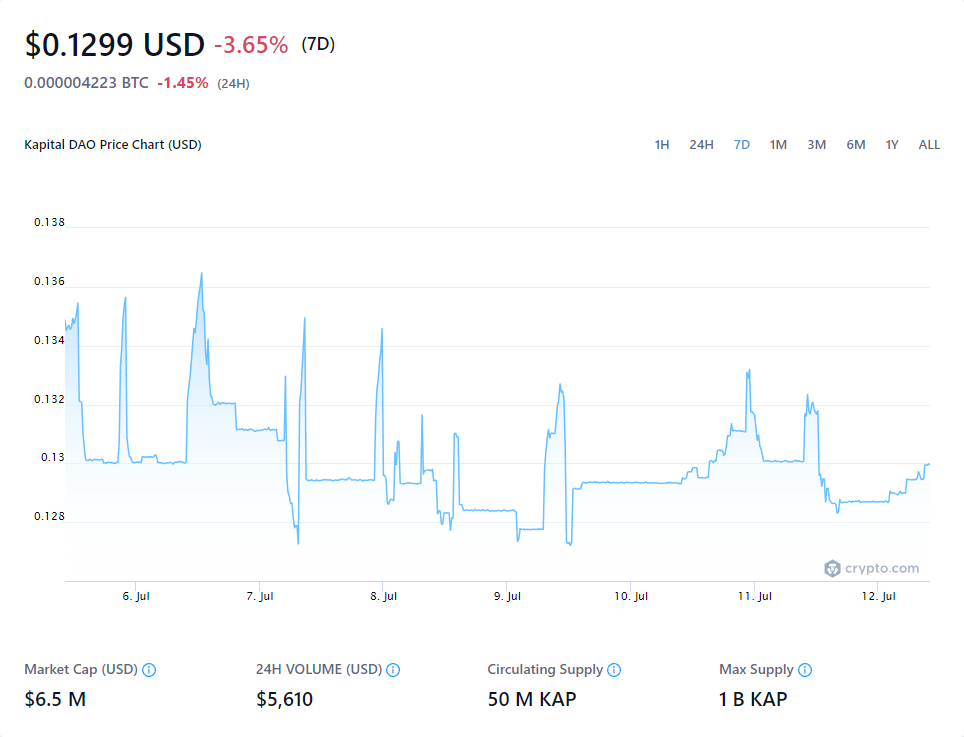 $0.1299 USD -3.65% (7D)
0.000004223 BTC -1.45% (24H)
Kapital DAO Price Chart (USD) 1H 24H 7D 1M 3M 6M 1Y ALL
0.138
0.136
0.134
0.132
0.13
0.128
crypto.com
6. Jul 7. Jul 8. Jul 9. Jul 10. Jul 11. Jul 12. Jul
Market Cap (USD) 24H VOLUME (USD) Circulating Supply Max Supply
$6.5 M $5,610 50 M KAP 1 B KAP